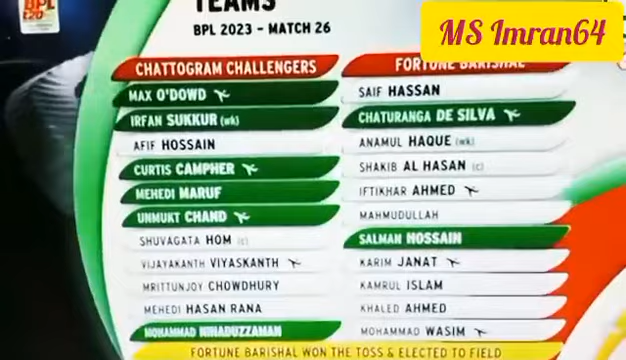 BPL
T20
TEAMS
BPL 2023 - MATCH 26
MS Imran64
CHATTOGRAM CHALLENGERS
MAX O'DOWD
IRFAN SUKKUR (wk)
AFIF HOSSAIN
CURTIS CAMPHER
MEHEDI MARUF
UNMUKT CHAND
SHUVAGATA HOM (c)
VIJAYAKANTH VIYASKANTH
MRITTUNJOY CHOWDHURY
MEHEDI HASAN RANA
MOHAMMAD NIHADUZZAMAN
FORTUNE BARISHAL
SAIF HASSAN
CHATURANGA DE SILVA
ANAMUL HAQUE (wk)
SHAKIB AL HASAN (c)
IFTIKHAR AHMED
MAHMUDULLAH
SALMAN HOSSAIN
KARIM JANAT
KAMRUL ISLAM
KHALED AHMED
MOHAMMAD WASIM
FORTUNE BARISHAL WON THE TOSS & ELECTED TO FIELD